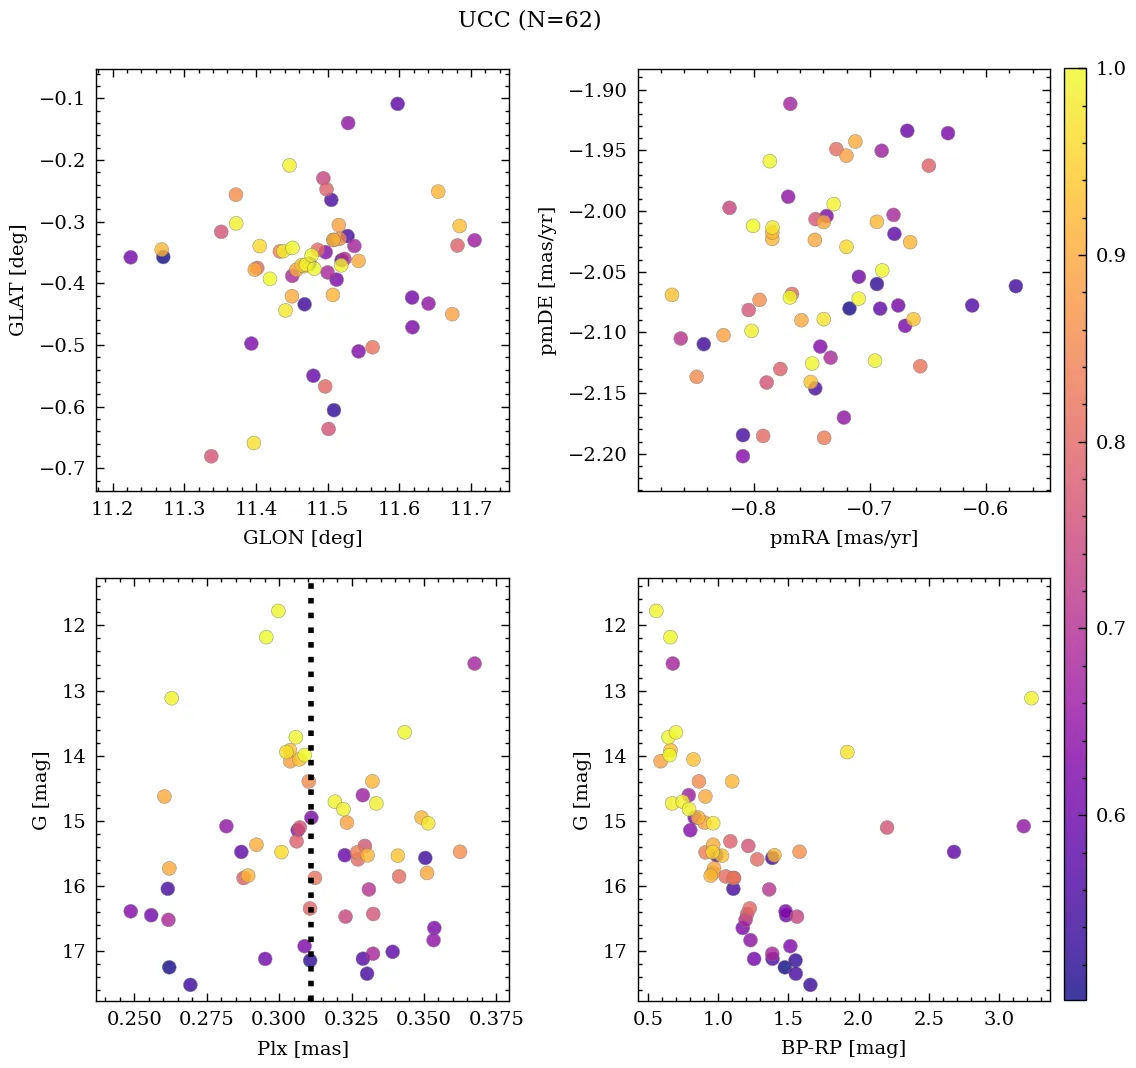 UCC (N=62)
−0.1
−0.2
−0.3
−0.4
−0.5
−0.6
−0.7
GLAT [deg]
11.2 11.3 11.4 11.5 11.6 11.7
GLON [deg]
−1.90
−1.95
−2.00
−2.05
−2.10
−2.15
−2.20
pmDE [mas/yr]
−0.8 −0.7 −0.6
pmRA [mas/yr]
1.0
0.9
0.8
0.7
0.6
12
13
14
15
16
17
G [mag]
0.250 0.275 0.300 0.325 0.350 0.375
Plx [mas]
12
13
14
15
16
17
G [mag]
0.5 1.0 1.5 2.0 2.5 3.0
BP-RP [mag]